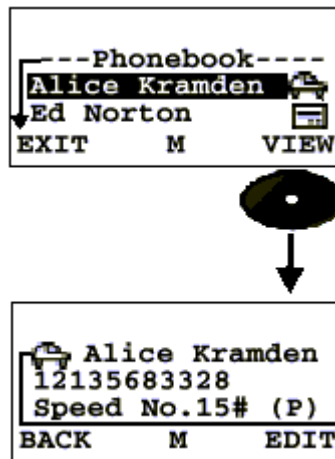 ---Phonebook----
Alice Kramden
Ed Norton
EXIT M VIEW
Alice Kramden
12135683328
Speed No.15# (P)
BACK M EDIT